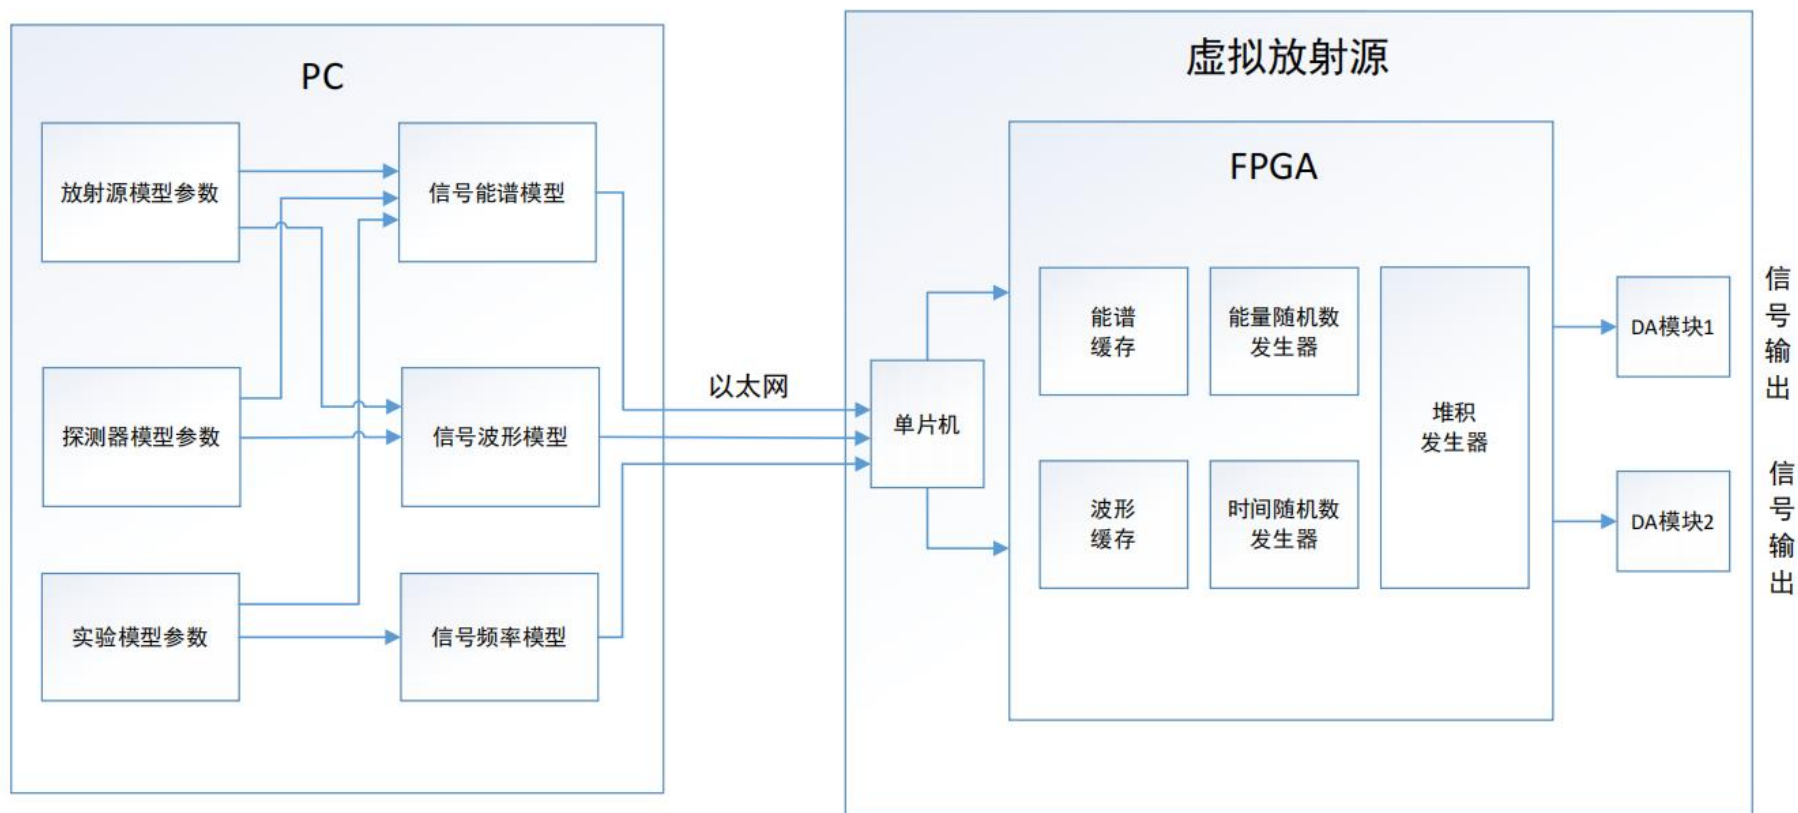 PC
放射源模型参数
信号能谱模型
探测器模型参数
信号波形模型
实验模型参数
信号频率模型
以太网
虚拟放射源
单片机
FPGA
能谱
缓存
能量随机数
发生器
波形
缓存
时间随机数
发生器
堆积
发生器
DA模块1
信号输出
DA模块2
信号输出